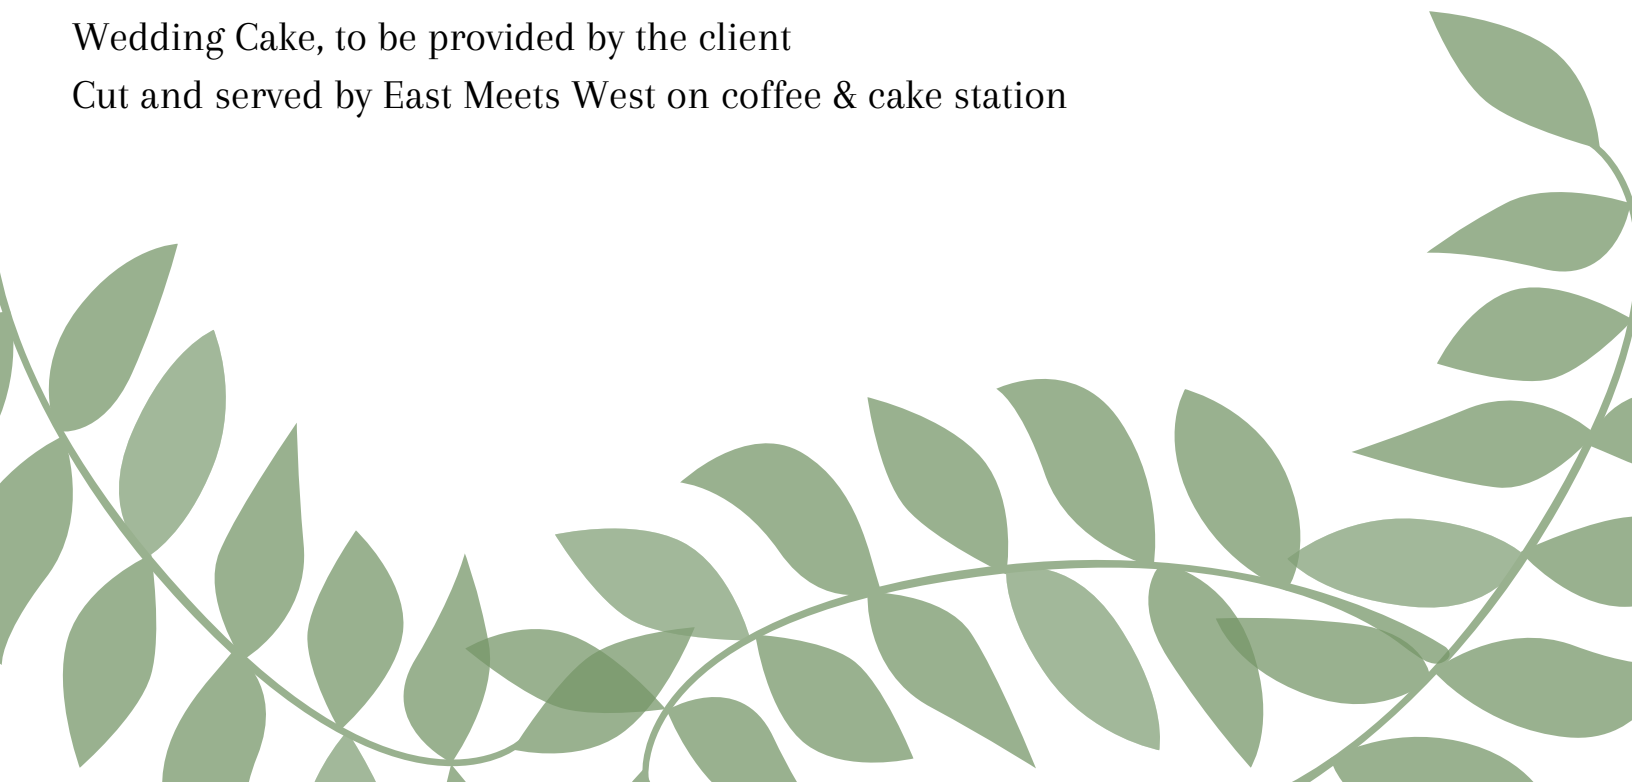 Wedding Cake, to be provided by the client
Cut and served by East Meets West on coffee & cake station